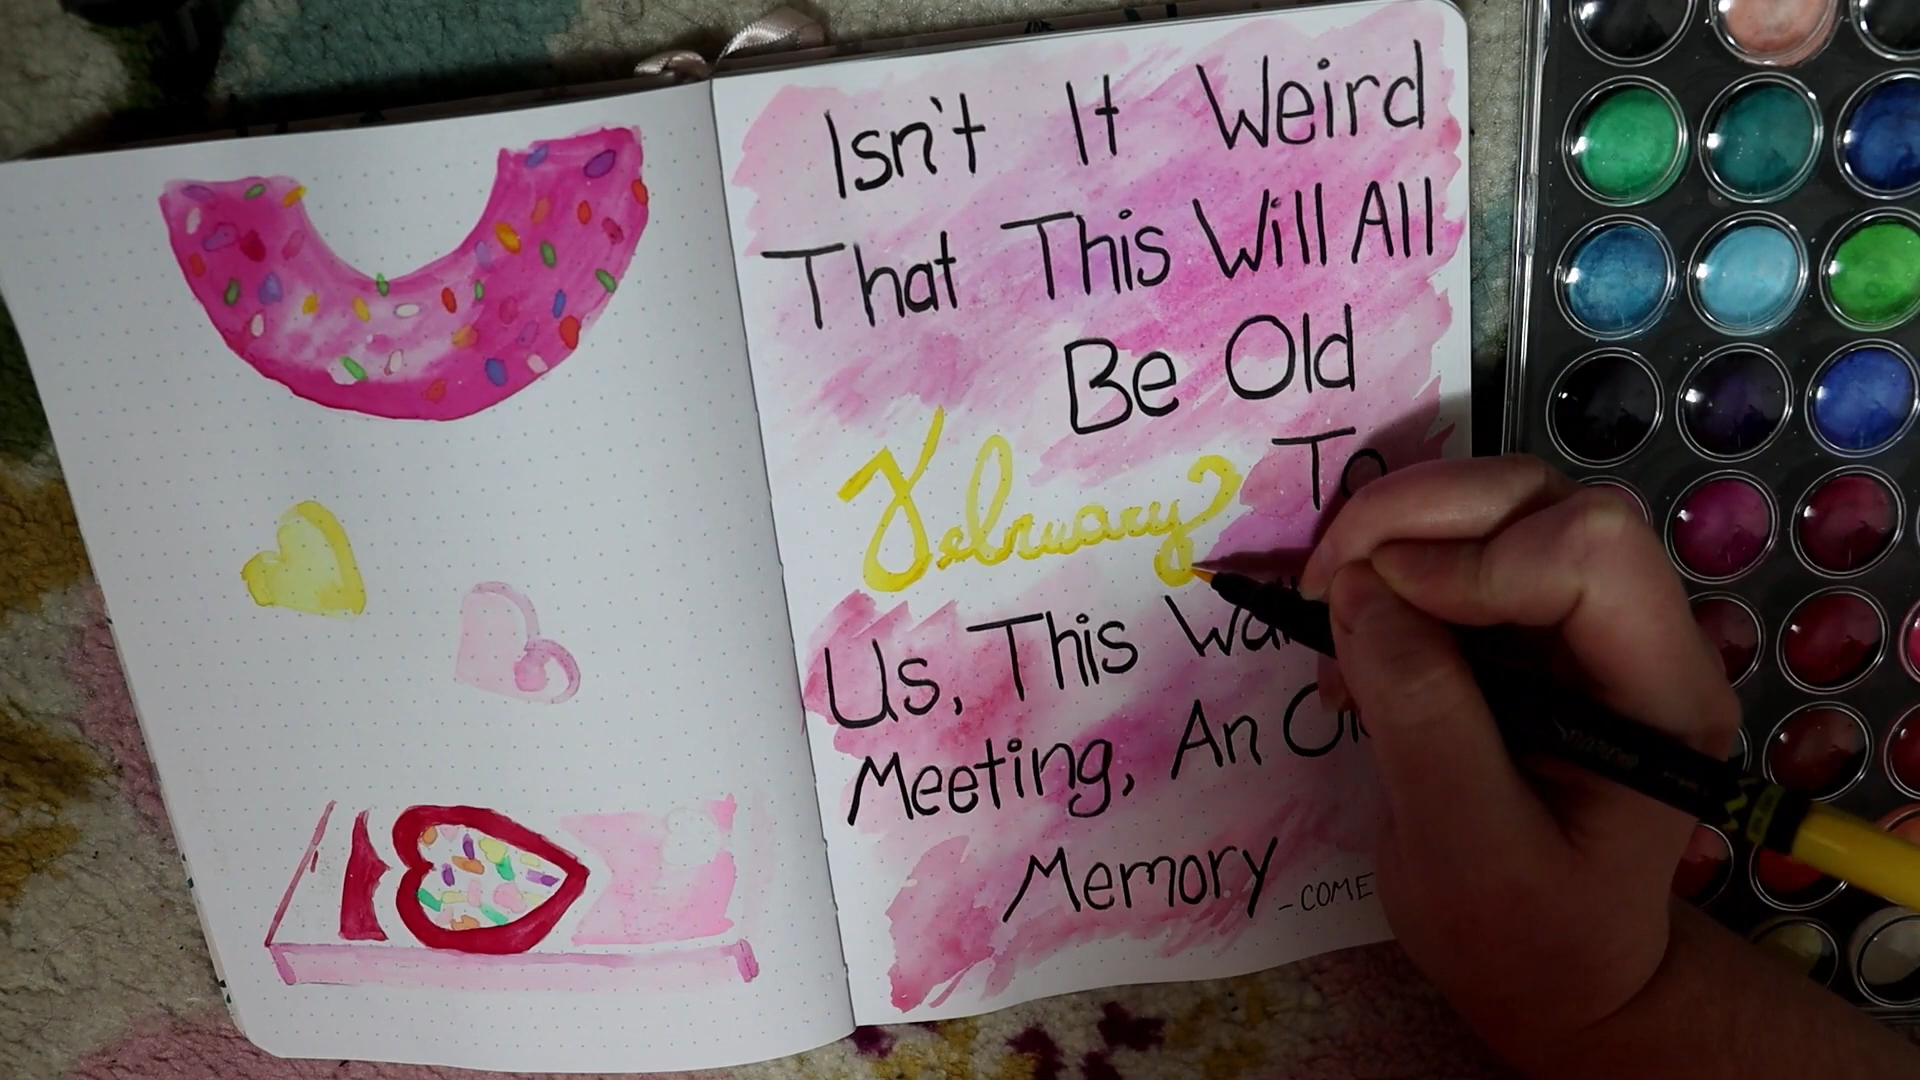 Isn't It Weird
That This Will All
Be Old
February To
Us, This
Meeting, An
Memory - COME